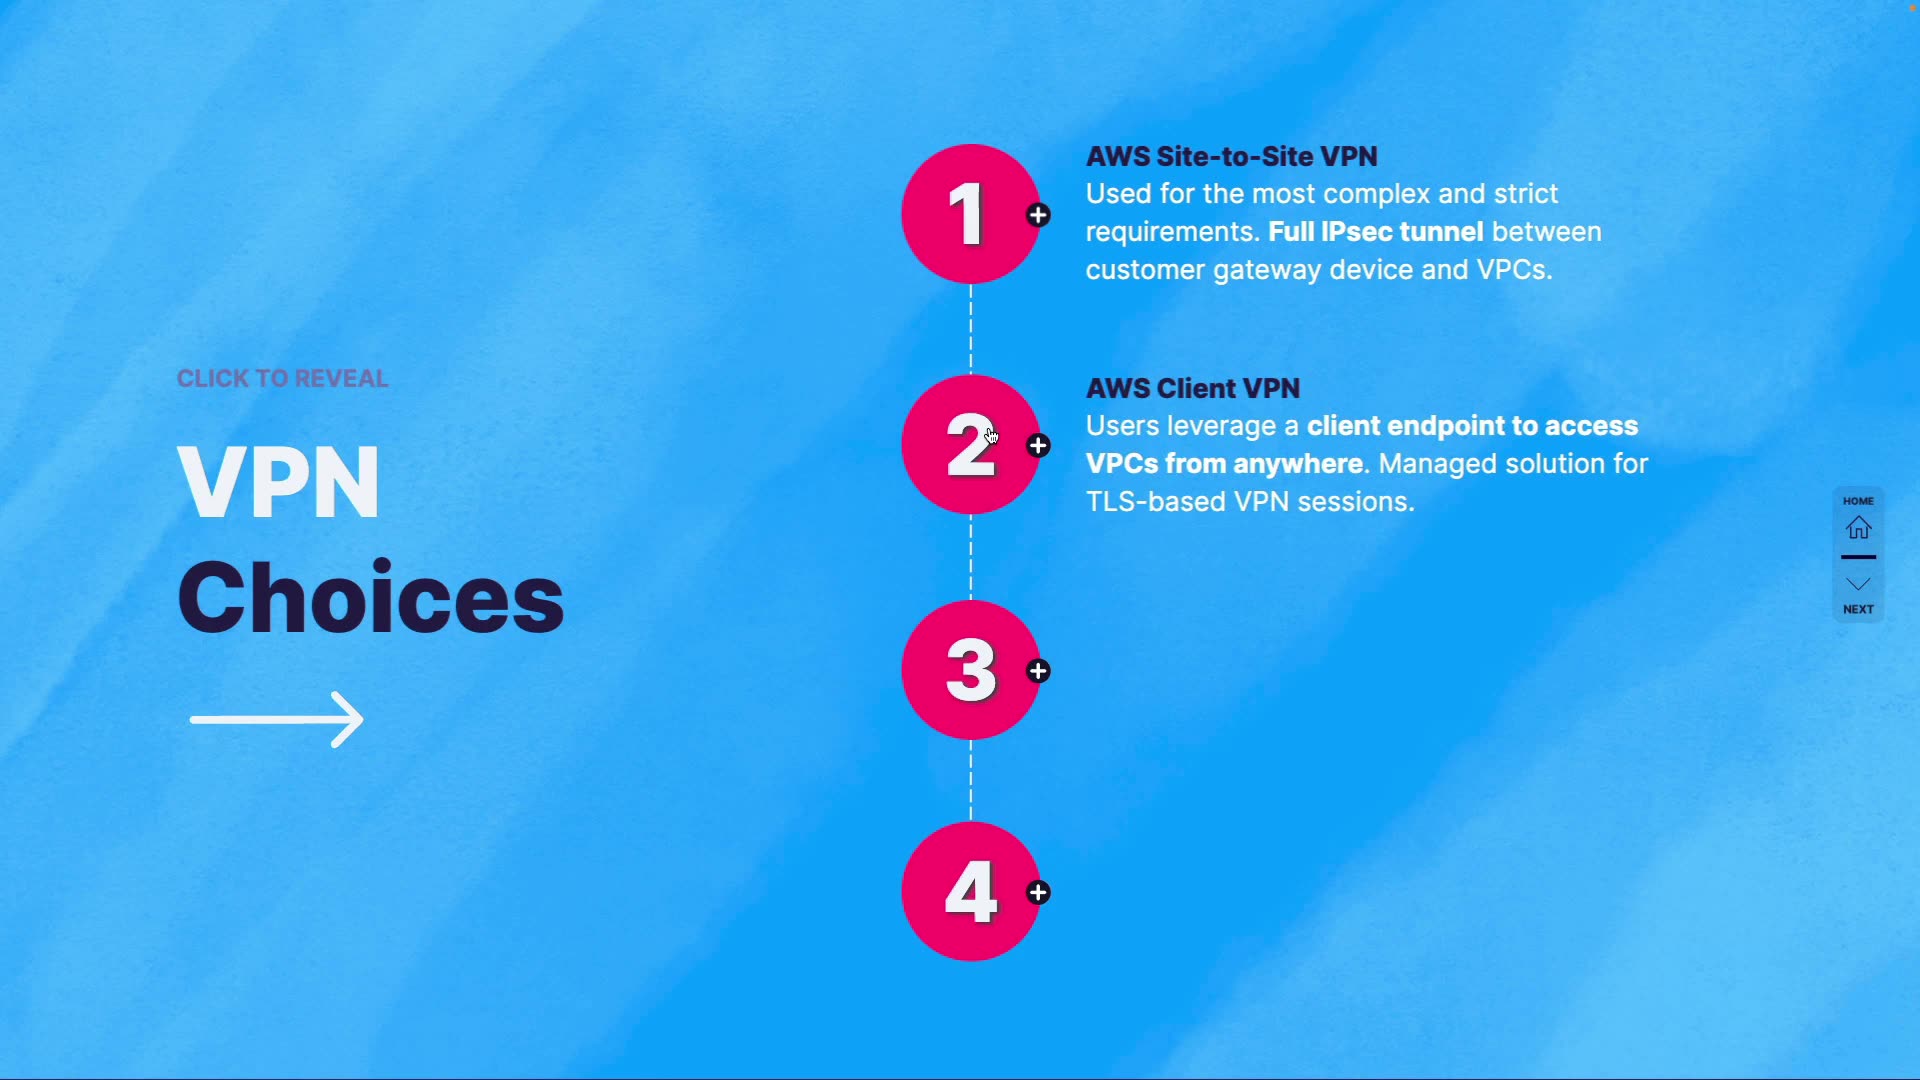 CLICK TO REVEAL
VPN
Choices
1
AWS Site-to-Site VPN
Used for the most complex and strict
requirements. Full IPsec tunnel between
customer gateway device and VPCs.
2
AWS Client VPN
Users leverage a client endpoint to access
VPCs from anywhere. Managed solution for
TLS-based VPN sessions.
3
4
HOME
NEXT